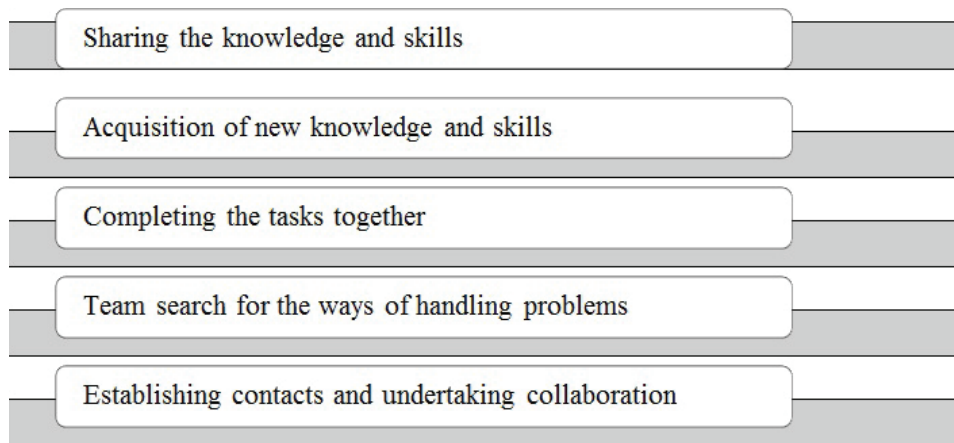 Sharing the knowledge and skills
Acquisition of new knowledge and skills
Completing the tasks together
Team search for the ways of handling problems
Establishing contacts and undertaking collaboration